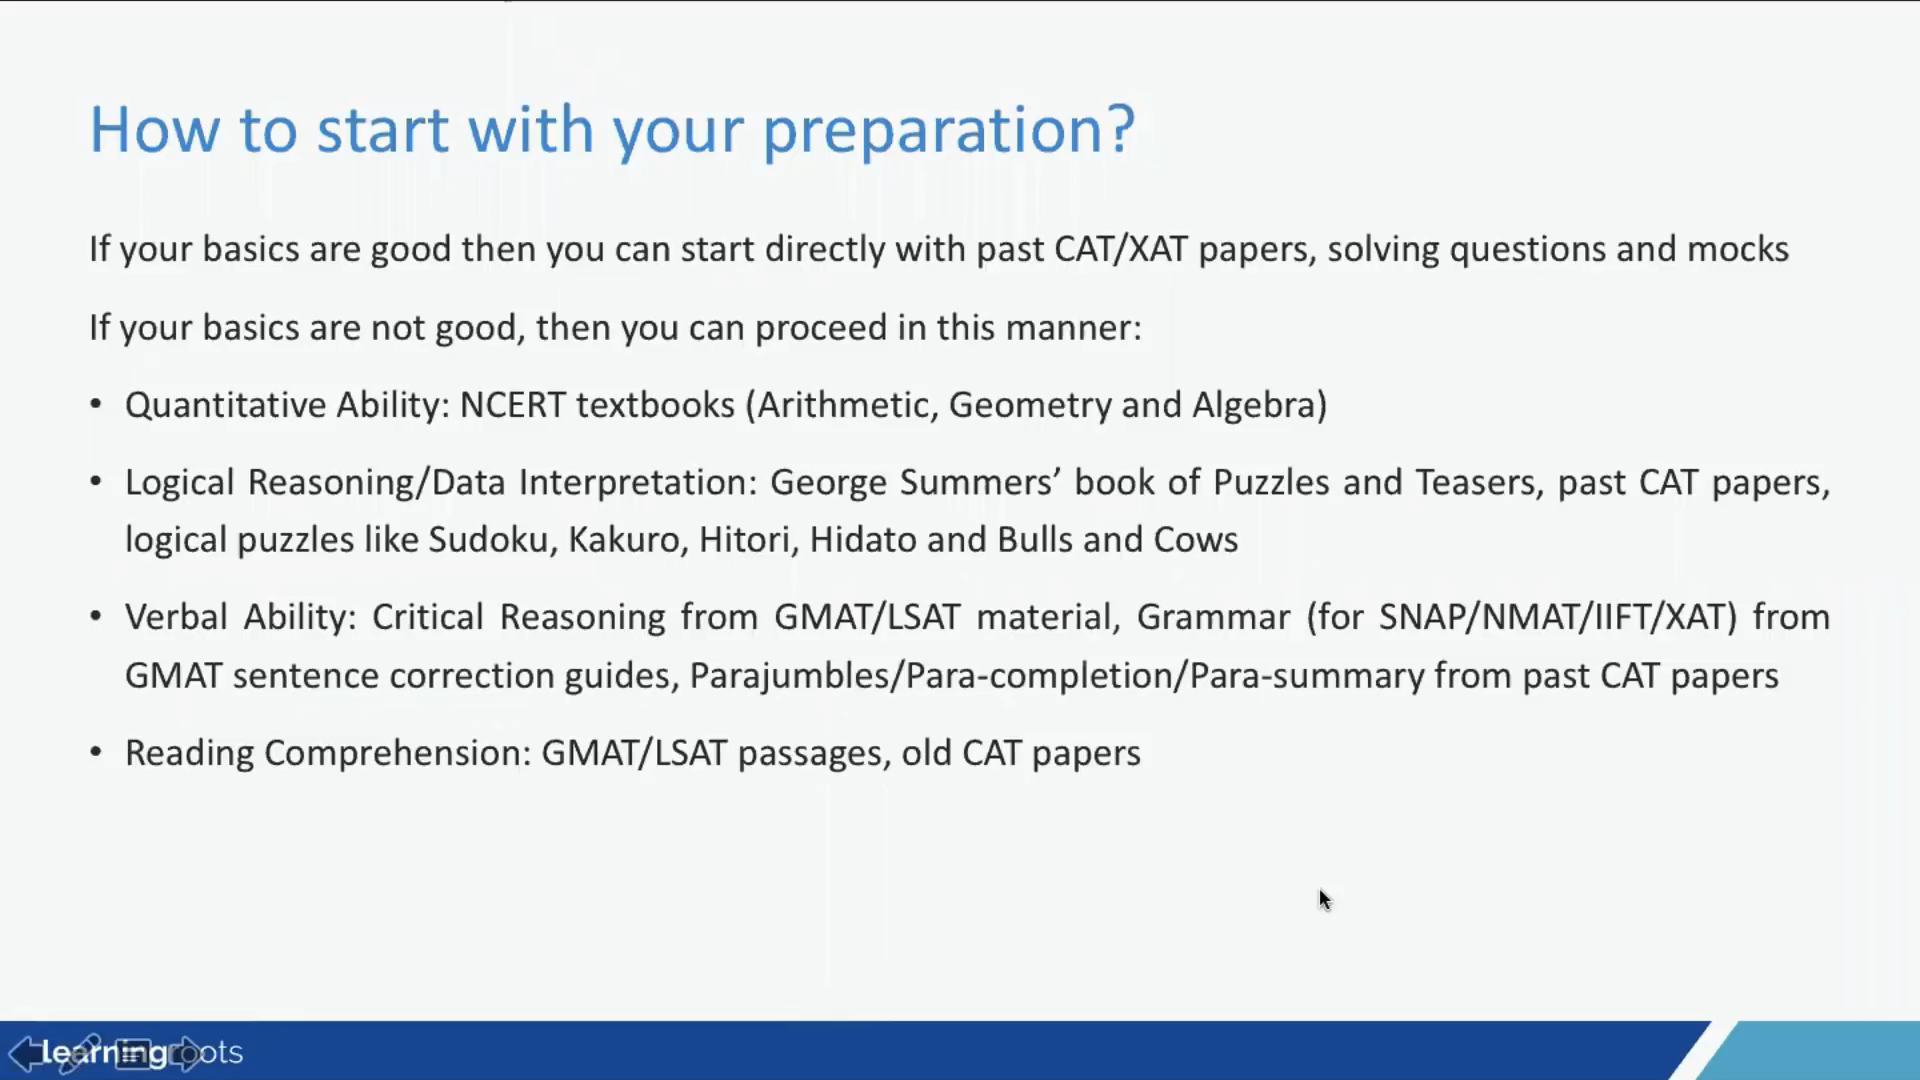 How to start with your preparation?
If your basics are good then you can start directly with past CAT/XAT papers, solving questions and mocks
If your basics are not good, then you can proceed in this manner:
• Quantitative Ability: NCERT textbooks (Arithmetic, Geometry and Algebra)
• Logical Reasoning/Data Interpretation: George Summers’ book of Puzzles and Teasers, past CAT papers,
logical puzzles like Sudoku, Kakuro, Hitori, Hidato and Bulls and Cows
• Verbal Ability: Critical Reasoning from GMAT/LSAT material, Grammar (for SNAP/NMAT/IIFT/XAT) from
GMAT sentence correction guides, Parajumbles/Para-completion/Para-summary from past CAT papers
• Reading Comprehension: GMAT/LSAT passages, old CAT papers
learningroots